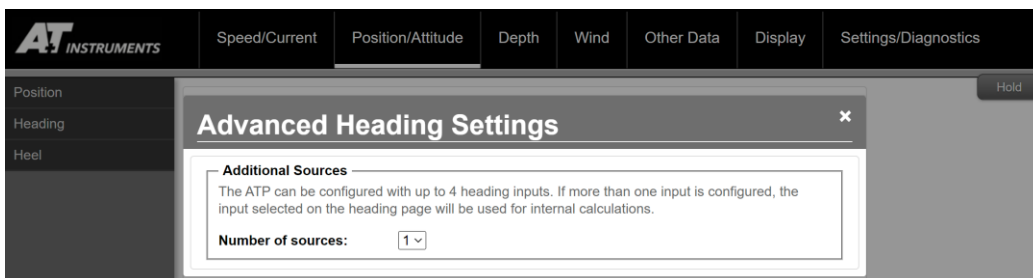 AT INSTRUMENTS
Speed/Current
Position/Attitude
Depth
Wind
Other Data
Display
Settings/Diagnostics
Position
Heading
Heel
Hold
Advanced Heading Settings
×
Additional Sources
The ATP can be configured with up to 4 heading inputs. If more than one input is configured, the
input selected on the heading page will be used for internal calculations.
Number of sources: 1